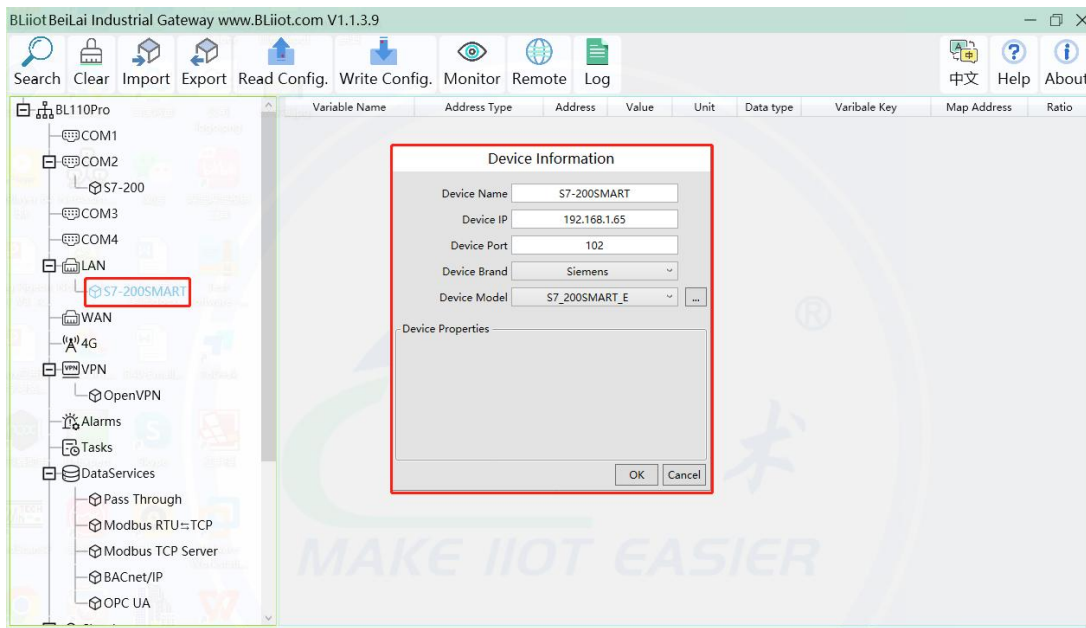 BLiiot BeiLai Industrial Gateway www.BLiiot.com V1.1.3.9
Search Clear Import Export Read Config. Write Config. Monitor Remote Log 中文 Help About
BL110Pro
Variable Name Address Type Address Value Unit Data type Varibale Key Map Address Ratio
COM1
COM2
S7-200
COM3
COM4
LAN
S7-200SMART
WAN
4G
VPN
VPN
OpenVPN
Alarms
Tasks
DataServices
Pass Through
Modbus RTU⇆TCP
Modbus TCP Server
BACnet/IP
OPC UA
Device Information
Device Name S7-200SMART
Device IP 192.168.1.65
Device Port 102
Device Brand Siemens
Device Model S7_200SMART_E ...
Device Properties
OK Cancel
®
术
MAKE IIOT EASIER